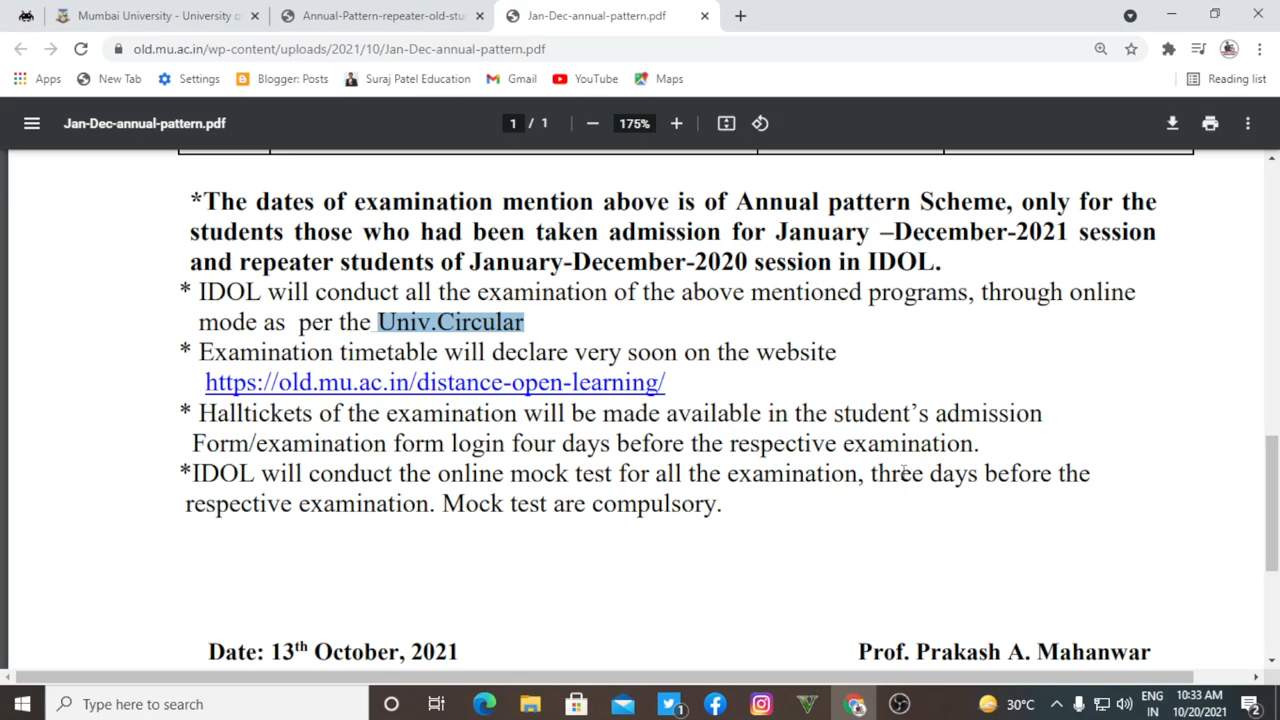 Mumbai University - University o
Annual-Pattern-repeater-old-stu
Jan-Dec-annual-pattern.pdf
old.mu.ac.in/wp-content/uploads/2021/10/Jan-Dec-annual-pattern.pdf
Apps New Tab Settings Blogger: Posts Suraj Patel Education Gmail YouTube Maps Reading list
Jan-Dec-annual-pattern.pdf 1 / 1 175%
*The dates of examination mention above is of Annual pattern Scheme, only for the
students those who had been taken admission for January –December-2021 session
and repeater students of January-December-2020 session in IDOL.
* IDOL will conduct all the examination of the above mentioned programs, through online
mode as per the Univ.Circular
* Examination timetable will declare very soon on the website
https://old.mu.ac.in/distance-open-learning/
* Halltickets of the examination will be made available in the student's admission
Form/examination form login four days before the respective examination.
*IDOL will conduct the online mock test for all the examination, three days before the
respective examination. Mock test are compulsory.
Date: 13th October, 2021 Prof. Prakash A. Mahanwar
Type here to search
1
30°C
ENG
IN
10:33 AM
10/20/2021
2